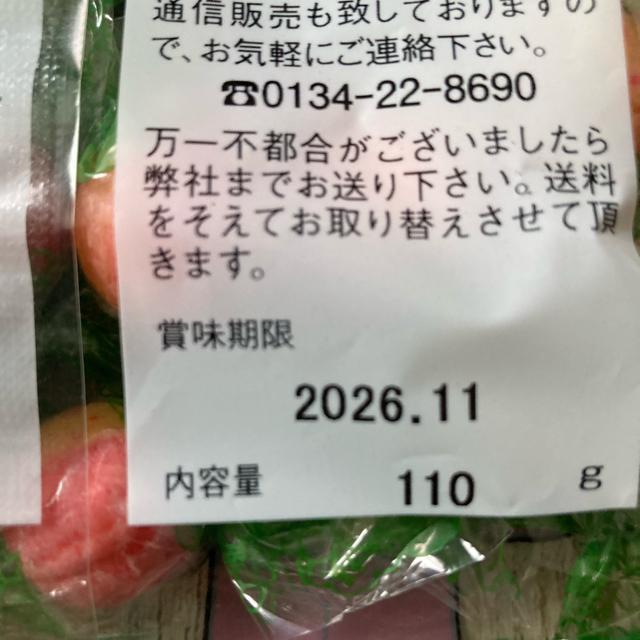 通信販売も致しておりますの
で、お気軽にご連絡下さい。
☎0134-22-8690
万一不都合がございましたら
弊社までお送り下さい。送料
をそえてお取り替えさせて頂
きます。
賞味期限
2026.11
内容量 110 g